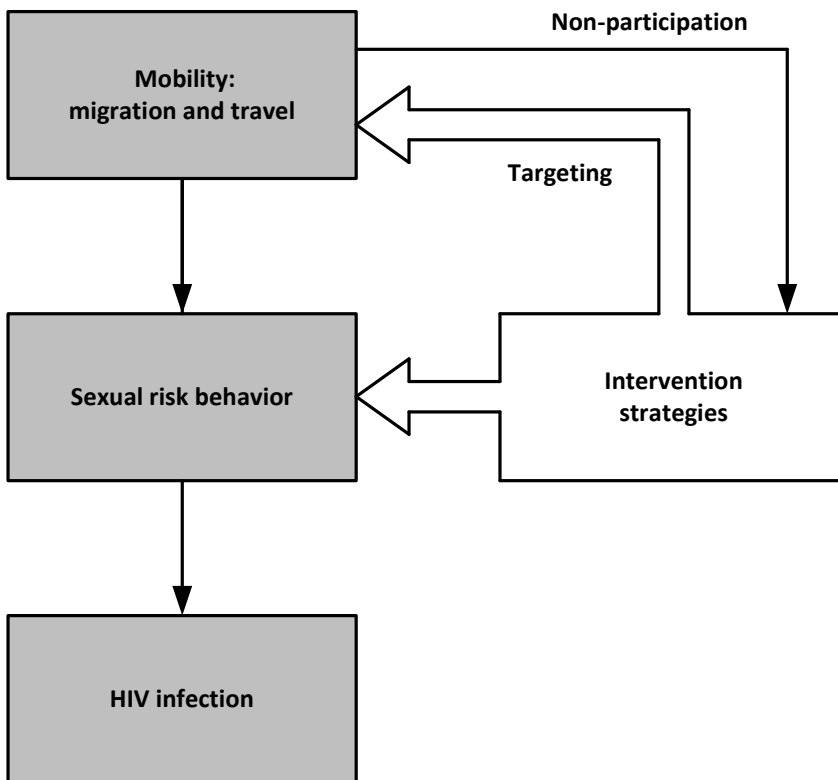 Non-participation
Mobility:
migration and travel
Targeting
Sexual risk behavior
Intervention
strategies
HIV infection